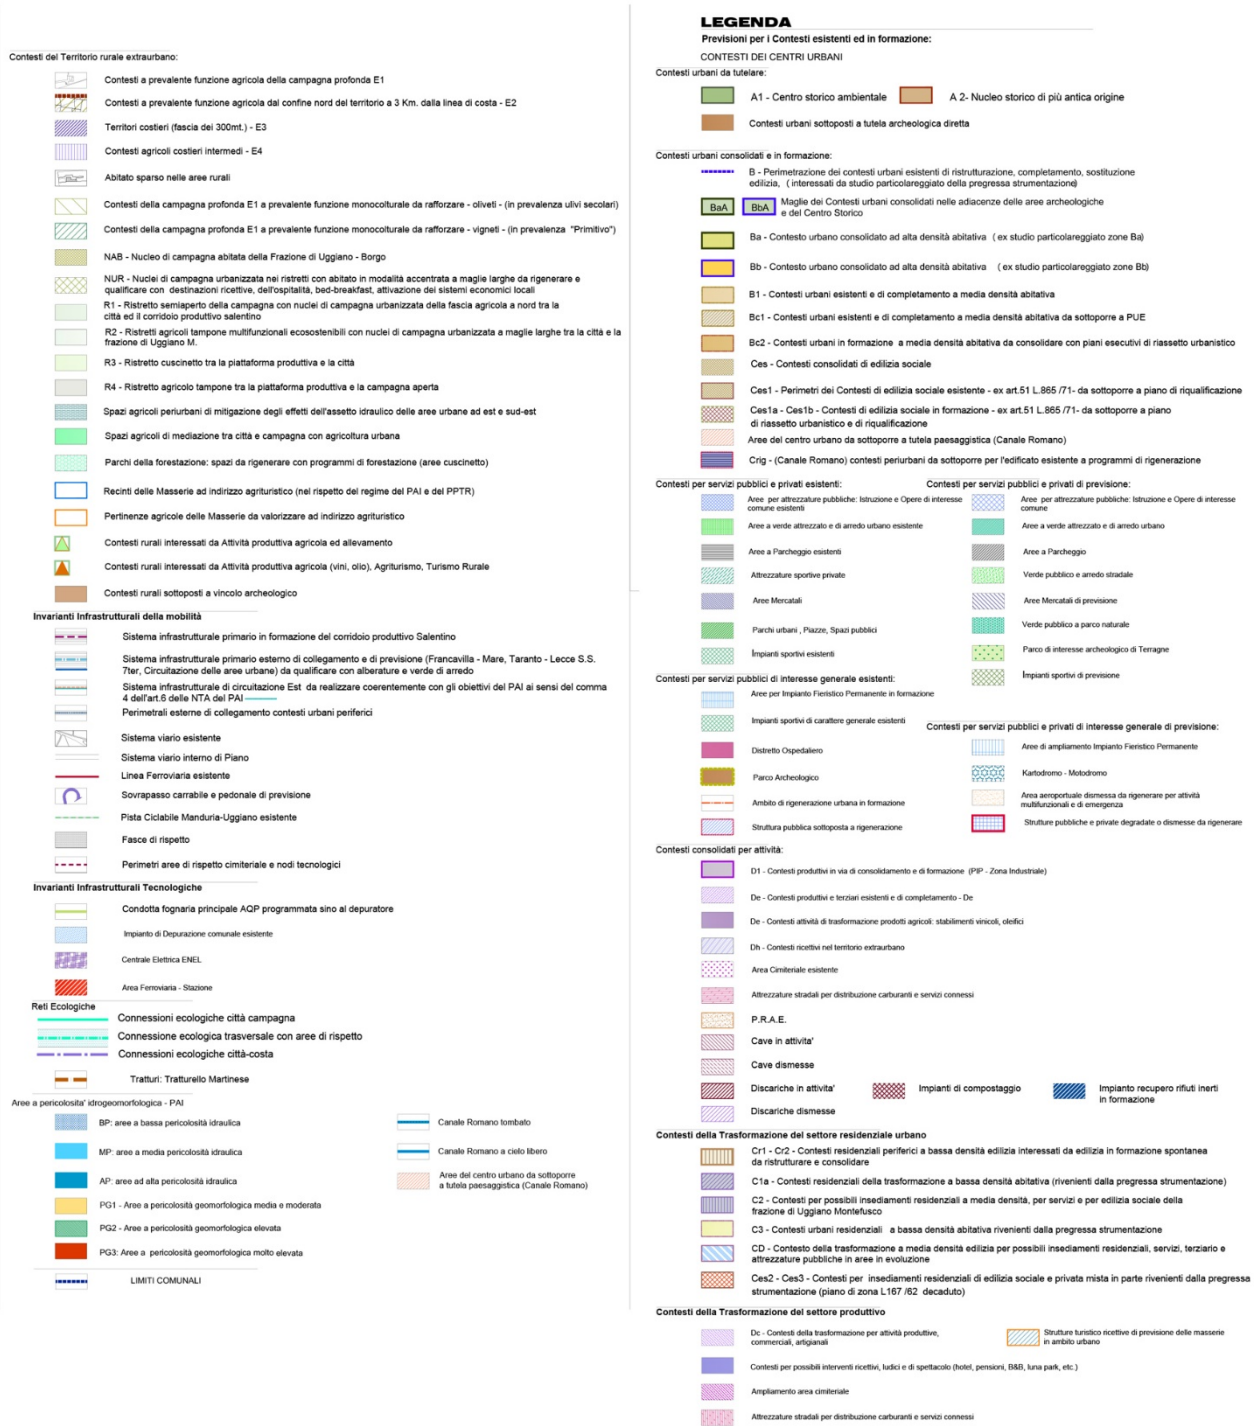 Contesti del Territorio rurale extraurbano:
Contesti a prevalente funzione agricola della campagna profonda E1
Contesti a prevalente funzione agricola dal confine nord del territorio a 3 Km. dalla linea di costa - E2
Territori costieri (fascia dei 300mt.) - E3
Contesti agricoli costieri intermedi - E4
Abitato sparso nelle aree rurali
Contesti della campagna profonda E1 a prevalente funzione monocolturale da rafforzare - oliveti - (in prevalenza ulivi secolari)
Contesti della campagna profonda E1 a prevalente funzione monocolturale da rafforzare - vigneti - (in prevalenza "Primitivo")
NAB - Nucleo di campagna abitata della Frazione di Uggiano - Borgo
NUR - Nuclei di campagna urbanizzata nei ristretti con abitato in modalità accentrata a maglie larghe da rigenerare e
qualificare con destinazioni ricettive, dell'ospitalità, bed-breakfast, attivazione dei sistemi economici locali
R1 - Ristretto semiaperto della campagna con nuclei di campagna urbanizzata della fascia agricola a nord tra la
città ed il corridoio produttivo salentino
R2 - Ristretti agricoli tampone multifunzionali ecosostenibili con nuclei di campagna urbanizzata a maglie larghe tra la città e la
frazione di Uggiano M.
R3 - Ristretto cuscinetto tra la piattaforma produttiva e la città
R4 - Ristretto agricolo tampone tra la piattaforma produttiva e la campagna aperta
Spazi agricoli periurbani di mitigazione degli effetti dell'assetto idraulico delle aree urbane ad est e sud-est
Spazi agricoli di mediazione tra città e campagna con agricoltura urbana
Parchi della forestazione: spazi da rigenerare con programmi di forestazione (aree cuscinetto)
Recinti delle Masserie ad indirizzo agrituristico (nel rispetto del regime del PAI e del PPTR)
Pertinenze agricole delle Masserie da valorizzare ad indirizzo agrituristico
Contesti rurali interessati da Attività produttiva agricola ed allevamento
Contesti rurali interessati da Attività produttiva agricola (vini, olio), Agriturismo, Turismo Rurale
Contesti rurali sottoposti a vincolo archeologico
Invarianti Infrastrutturali della mobilità
Sistema infrastrutturale primario in formazione del corridoio produttivo Salentino
Sistema infrastrutturale primario esterno di collegamento e di previsione (Francavilla - Mare, Taranto - Lecce S.S.
7ter, Circuitazione delle aree urbane) da qualificare con alberature e verde di arredo
Sistema infrastrutturale di circuitazione Est da realizzare coerentemente con gli obiettivi del PAI ai sensi del comma
4 dell'art.6 delle NTA del PAI
Perimetrali esterne di collegamento contesti urbani periferici
Sistema viario esistente
Sistema viario interno di Piano
Linea Ferroviaria esistente
Sovrapasso carrabile e pedonale di previsione
Pista Ciclabile Manduria-Uggiano esistente
Fasce di rispetto
Perimetri aree di rispetto cimiteriale e nodi tecnologici
Invarianti Infrastrutturali Tecnologiche
Condotta fognaria principale AQP programmata sino al depuratore
Impianto di Depurazione comunale esistente
Centrale Elettrica ENEL
Area Ferroviaria - Stazione
Reti Ecologiche
Connessioni ecologiche città campagna
Connessione ecologica trasversale con aree di rispetto
Connessioni ecologiche città-costa
Tratturi: Tratturello Martinese
Aree a pericolosita' idrogeomorfologica - PAI
BP: aree a bassa pericolosità idraulica
MP: aree a media pericolosità idraulica
AP: aree ad alta pericolosità idraulica
PG1 - Aree a pericolosità geomorfologica media e moderata
PG2 - Aree a pericolosità geomorfologica elevata
PG3: Aree a pericolosità geomorfologica molto elevata
Canale Romano tombato
Canale Romano a cielo libero
Aree del centro urbano da sottoporre
a tutela paesaggistica (Canale Romano)
LIMITI COMUNALI
LEGENDA
Previsioni per i Contesti esistenti ed in formazione:
CONTESTI DEI CENTRI URBANI
Contesti urbani da tutelare:
A1 - Centro storico ambientale
A 2- Nucleo storico di più antica origine
Contesti urbani sottoposti a tutela archeologica diretta
Contesti urbani consolidati e in formazione:
B - Perimetrazione dei contesti urbani esistenti di ristrutturazione, completamento, sostituzione
edilizia, ( interessati da studio particolareggiato della pregressa strumentazione)
BaA BbA Maglie dei Contesti urbani consolidati nelle adiacenze delle aree archeologiche
e del Centro Storico
Ba - Contesto urbano consolidato ad alta densità abitativa ( ex studio particolareggiato zone Ba)
Bb - Contesto urbano consolidato ad alta densità abitativa ( ex studio particolareggiato zone Bb)
B1 - Contesti urbani esistenti e di completamento a media densità abitativa
Bc1 - Contesti urbani esistenti e di completamento a media densità abitativa da sottoporre a PUE
Bc2 - Contesti urbani in formazione a media densità abitativa da consolidare con piani esecutivi di riassetto urbanistico
Ces - Contesti consolidati di edilizia sociale
Ces1 - Perimetri dei Contesti di edilizia sociale esistente - ex art.51 L.865 /71- da sottoporre a piano di riqualificazione
Ces1a - Ces1b - Contesti di edilizia sociale in formazione - ex art.51 L.865 /71- da sottoporre a piano
di riassetto urbanistico e di riqualificazione
Aree del centro urbano da sottoporre a tutela paesaggistica (Canale Romano)
Crig - (Canale Romano) contesti periurbani da sottoporre per l'edificato esistente a programmi di rigenerazione
Contesti per servizi pubblici e privati esistenti:
Aree per attrezzature pubbliche: Istruzione e Opere di interesse
comune esistenti
Aree a verde attrezzato e di arredo urbano esistente
Aree a Parcheggio esistenti
Attrezzature sportive private
Aree Mercatali
Parchi urbani , Piazze, Spazi pubblici
Impianti sportivi esistenti
Contesti per servizi pubblici e privati di previsione:
Aree per attrezzature pubbliche: Istruzione e Opere di interesse
comune
Aree a verde attrezzato e di arredo urbano
Aree a Parcheggio
Verde pubblico e arredo stradale
Aree Mercatali di previsione
Verde pubblico a parco naturale
Parco di interesse archeologico di Terragne
Impianti sportivi di previsione
Contesti per servizi pubblici di interesse generale esistenti:
Aree per Impianto Fieristico Permanente in formazione
Impianti sportivi di carattere generale esistenti
Distretto Ospedaliero
Parco Archeologico
Ambito di rigenerazione urbana in formazione
Struttura pubblica sottoposta a rigenerazione
Contesti per servizi pubblici e privati di interesse generale di previsione:
Aree di ampliamento Impianto Fieristico Permanente
Kartodromo - Motodromo
Area aeroportuale dismessa da rigenerare per attività
multifunzionali e di emergenza
Strutture pubbliche e private degradate o dismesse da rigenerare
Contesti consolidati per attività:
D1 - Contesti produttivi in via di consolidamento e di formazione (PIP - Zona Industriale)
De - Contesti produttivi e terziari esistenti e di completamento - De
De - Contesti attività di trasformazione prodotti agricoli: stabilimenti vinicoli, oleifici
Dh - Contesti ricettivi nel territorio extraurbano
Area Cimiteriale esistente
Attrezzature stradali per distribuzione carburanti e servizi connessi
P.R.A.E.
Cave in attivita'
Cave dismesse
Discariche in attivita'
Impianti di compostaggio
Impianto recupero rifiuti inerti
in formazione
Discariche dismesse
Contesti della Trasformazione del settore residenziale urbano
Cr1 - Cr2 - Contesti residenziali periferici a bassa densità edilizia interessati da edilizia in formazione spontanea
da ristrutturare e consolidare
C1a - Contesti residenziali della trasformazione a bassa densità abitativa (rivenienti dalla pregressa strumentazione)
C2 - Contesti per possibili insediamenti residenziali a media densità, per servizi e per edilizia sociale della
frazione di Uggiano Montefusco
C3 - Contesti urbani residenziali a bassa densità abitativa rivenienti dalla pregressa strumentazione
CD - Contesto della trasformazione a media densità edilizia per possibili insediamenti residenziali, servizi, terziario e
attrezzature pubbliche in aree in evoluzione
Ces2 - Ces3 - Contesti per insediamenti residenziali di edilizia sociale e privata mista in parte rivenienti dalla pregressa
strumentazione (piano di zona L167 /62 decaduto)
Contesti della Trasformazione del settore produttivo
Dc - Contesti della trasformazione per attività produttive,
commerciali, artigianali
Strutture turistico ricettive di previsione delle masserie
in ambito urbano
Contesti per possibili interventi ricettivi, ludici e di spettacolo (hotel, pensioni, B&B, luna park, etc.)
Ampliamento area cimiteriale
Attrezzature stradali per distribuzione carburanti e servizi connessi